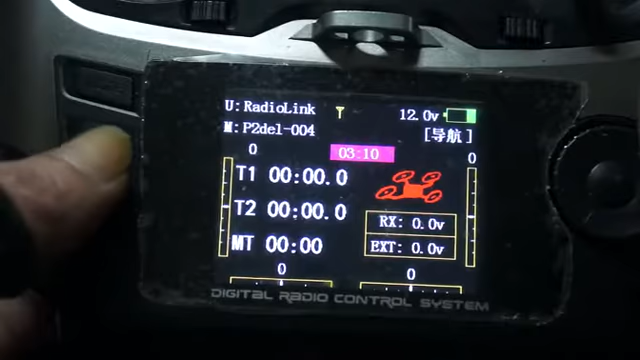 U:RadioLink 12.0v
M:P2del-004 [导航]
0 03:10 0
T1 00:00.0
T2 00:00.0
RX: 0.0v
MT 00:00
EXT: 0.0v
0 0
DIGITAL RADIO CONTROL SYSTEM